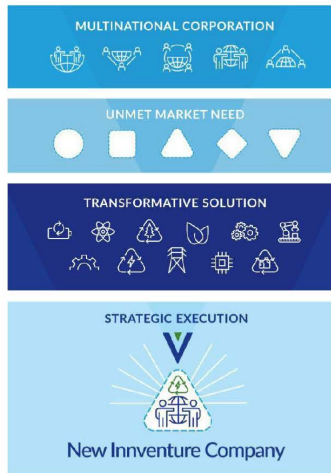 MULTINATIONAL CORPORATION
UNMET MARKET NEED
TRANSFORMATIVE SOLUTION
STRATEGIC EXECUTION
New Innventure Company